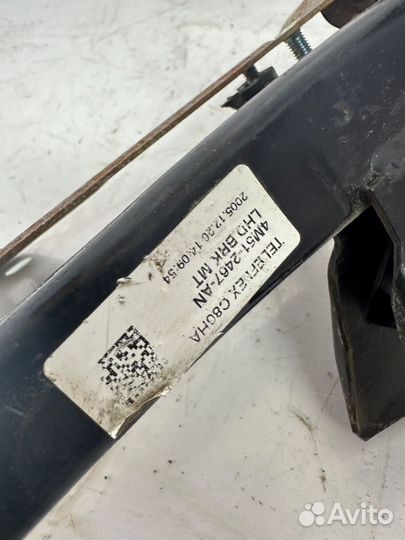 TELEFLEX C80HA
4M51-2467-AN
LHD BRK MT
2005.12.20 14:09:54
Avito